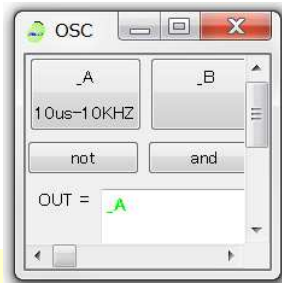 OSC
_A
_B
10us-10KHZ
not
and
OUT = _A